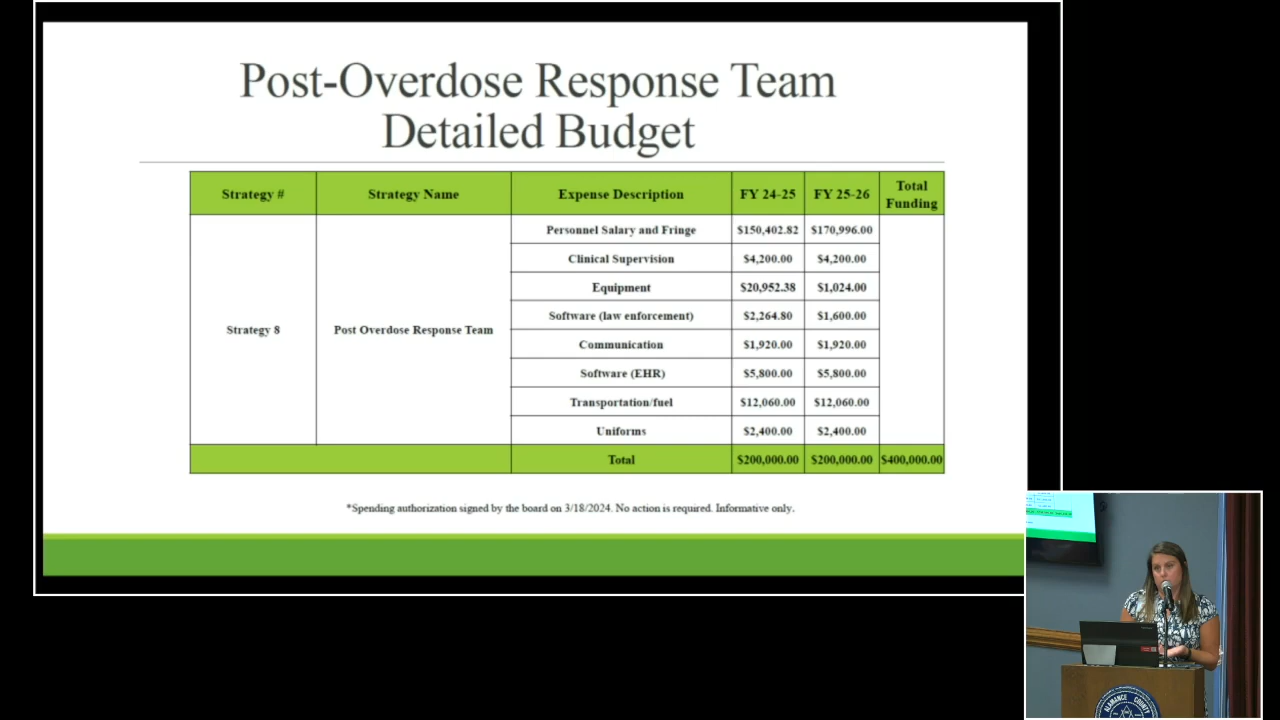 Post-Overdose Response Team
Detailed Budget
Strategy # Strategy Name Expense Description FY 24-25 FY 25-26 Total Funding
Personnel Salary and Fringe $150,402.82 $170,996.00
Clinical Supervision $4,200.00 $4,200.00
Equipment $20,952.38 $1,024.00
Software (law enforcement) $2,264.80 $1,600.00
Strategy 8 Post Overdose Response Team
Communication $1,920.00 $1,920.00
Software (EHR) $5,800.00 $5,800.00
Transportation/fuel $12,060.00 $12,060.00
Uniforms $2,400.00 $2,400.00
Total $200,000.00 $200,000.00 $400,000.00
*Spending authorization signed by the board on 3/18/2024. No action is required. Informative only.
ALAMANCE COUNTY